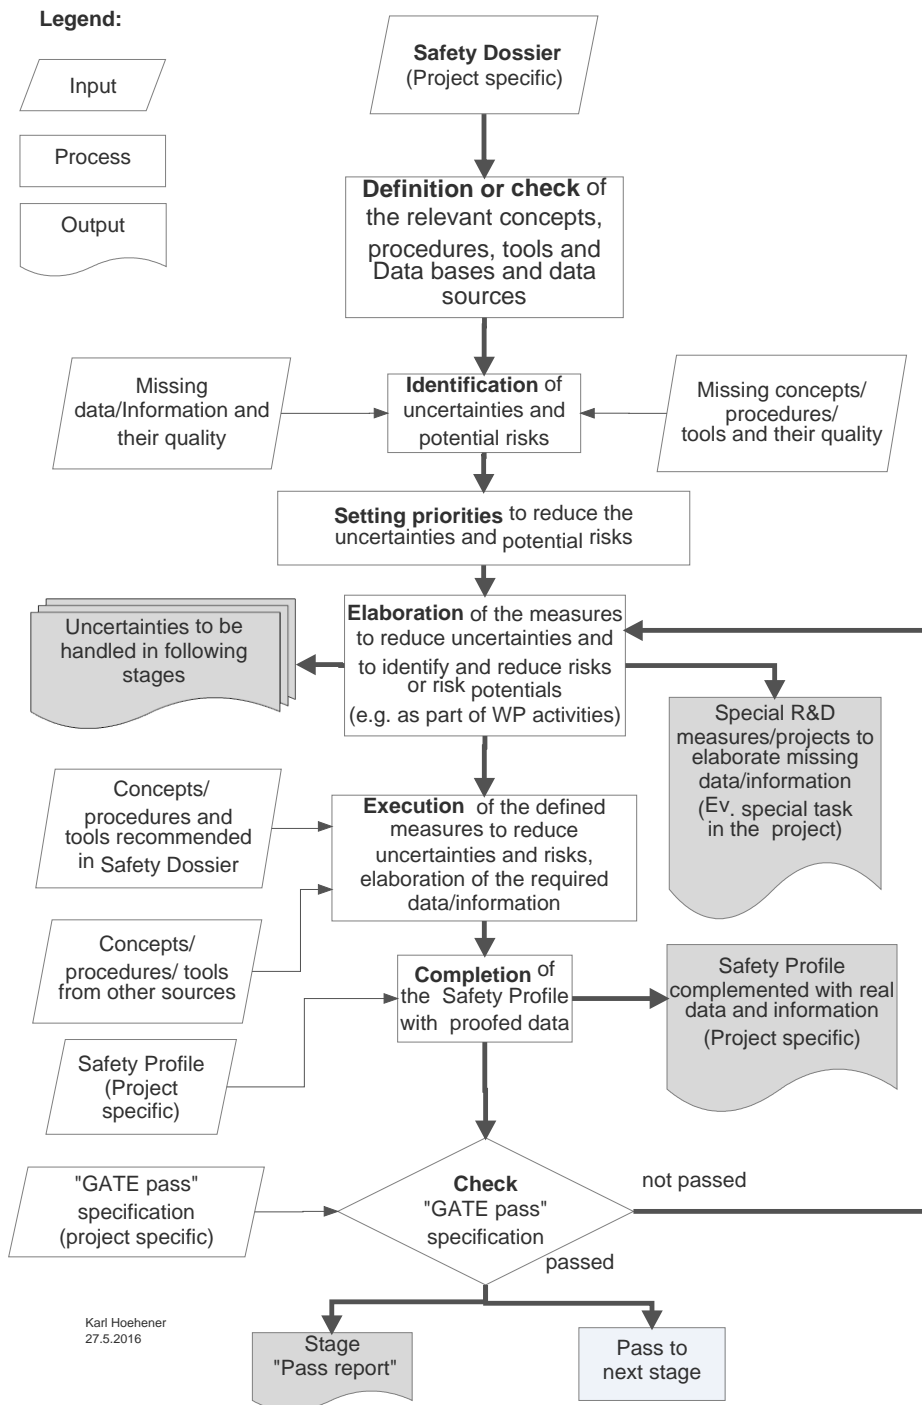 Legend:
Input
Process
Output
Safety Dossier
(Project specific)
Definition or check of
the relevant concepts,
procedures, tools and
Data bases and data
sources
Missing
data/Information and
their quality
Identification of
uncertainties and
potential risks
Missing concepts/
procedures/
tools and their quality
Setting priorities to reduce the
uncertainties and potential risks
Uncertainties to be
handled in following
stages
Elaboration of the measures
to reduce uncertainties and
to identify and reduce risks
or risk potentials
(e.g. as part of WP activities)
Special R&D
measures/projects to
elaborate missing
data/information
(Ev. special task
in the project)
Concepts/
procedures and
tools recommended
in Safety Dossier
Execution of the defined
measures to reduce
uncertainties and risks,
elaboration of the required
data/information
Concepts/
procedures/ tools
from other sources
Completion of
the Safety Profile
with proofed data
Safety Profile
complemented with real
data and information
(Project specific)
Safety Profile
(Project
specific)
"GATE pass"
specification
(project specific)
Check
"GATE pass"
specification
not passed
passed
Karl Hoehener
27.5.2016
Stage
"Pass report"
Pass to
next stage